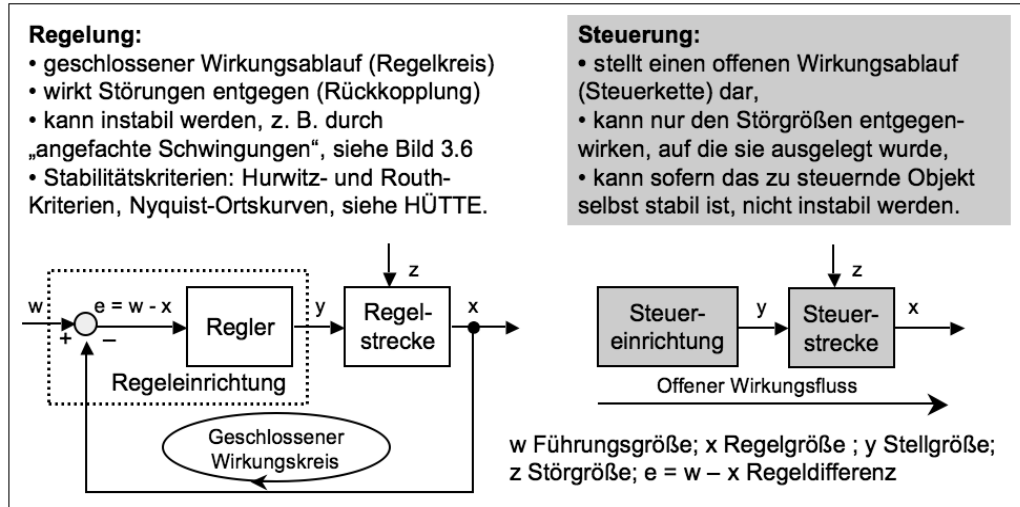 Regelung:
• geschlossener Wirkungsablauf (Regelkreis)
• wirkt Störungen entgegen (Rückkopplung)
• kann instabil werden, z. B. durch
„angefachte Schwingungen“, siehe Bild 3.6
• Stabilitätskriterien: Hurwitz- und Routh-
Kriterien, Nyquist-Ortskurven, siehe HÜTTE.
Steuerung:
• stellt einen offenen Wirkungsablauf
(Steuerkette) dar,
• kann nur den Störgrößen entgegen-
wirken, auf die sie ausgelegt wurde,
• kann sofern das zu steuernde Objekt
selbst stabil ist, nicht instabil werden.
z
w
e = w - x
+
–
Regler
y
Regel-
strecke
x
Regeleinrichtung
Geschlossener
Wirkungskreis
z
Steuer-
einrichtung
y
Steuer-
strecke
x
Offener Wirkungsfluss
w Führungsgröße; x Regelgröße ; y Stellgröße;
z Störgröße; e = w – x Regeldifferenz